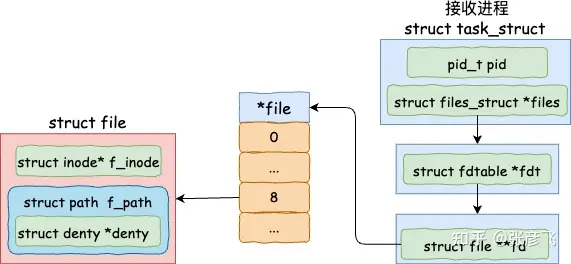 接收进程
struct task_struct
pid_t pid
struct files_struct *files
struct fdtable *fdt
struct file **fd
*file
0
...
8
...
struct file
struct inode* f_inode
struct path f_path
struct denty *denty
知乎 @张彦飞